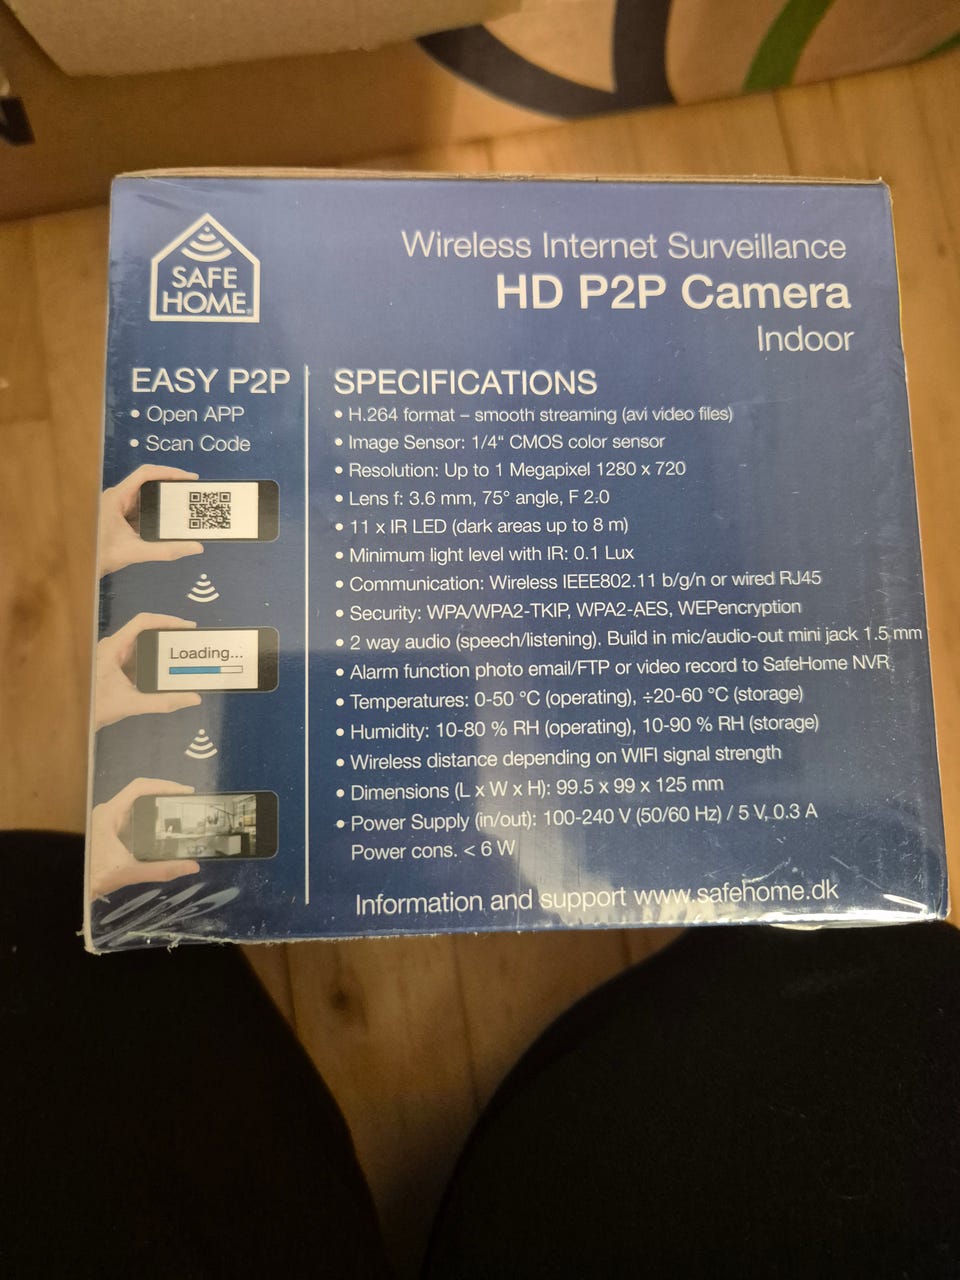 SAFE
HOME®
Wireless Internet Surveillance
HD P2P Camera
Indoor
EASY P2P
• Open APP
• Scan Code
Loading...
SPECIFICATIONS
• H.264 format – smooth streaming (avi video files)
• Image Sensor: 1/4" CMOS color sensor
• Resolution: Up to 1 Megapixel 1280 x 720
• Lens f: 3.6 mm, 75° angle, F 2.0
• 11 x IR LED (dark areas up to 8 m)
• Minimum light level with IR: 0.1 Lux
• Communication: Wireless IEEE802.11 b/g/n or wired RJ45
• Security: WPA/WPA2-TKIP, WPA2-AES, WEPencryption
• 2 way audio (speech/listening). Build in mic/audio-out mini jack 1.5 mm
• Alarm function photo email/FTP or video record to SafeHome NVR
• Temperatures: 0-50 °C (operating), ÷20-60 °C (storage)
• Humidity: 10-80 % RH (operating), 10-90 % RH (storage)
• Wireless distance depending on WIFI signal strength
• Dimensions (L x W x H): 99.5 x 99 x 125 mm
• Power Supply (in/out): 100-240 V (50/60 Hz) / 5 V, 0.3 A
Power cons. < 6 W
Information and support www.safehome.dk